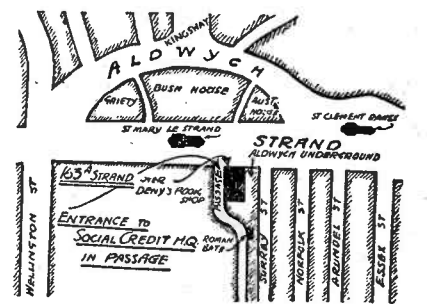 KINGSWAY
ALDWYCH
GAIETY
BUSH HOUSE
AUST.
HOUSE
ST CLEMENT DANES
ST MARY LE STRAND
STRAND
ALDWYCH UNDERGROUND
163A STRAND
DENY'S BOOK
SHOP
PASSAGE
ENTRANCE TO
SOCIAL CREDIT H.Q.
IN PASSAGE
ROMAN
BATH
WELLINGTON ST
SURREY ST
NORFOLK ST
ARUNDEL ST
ESSEX ST